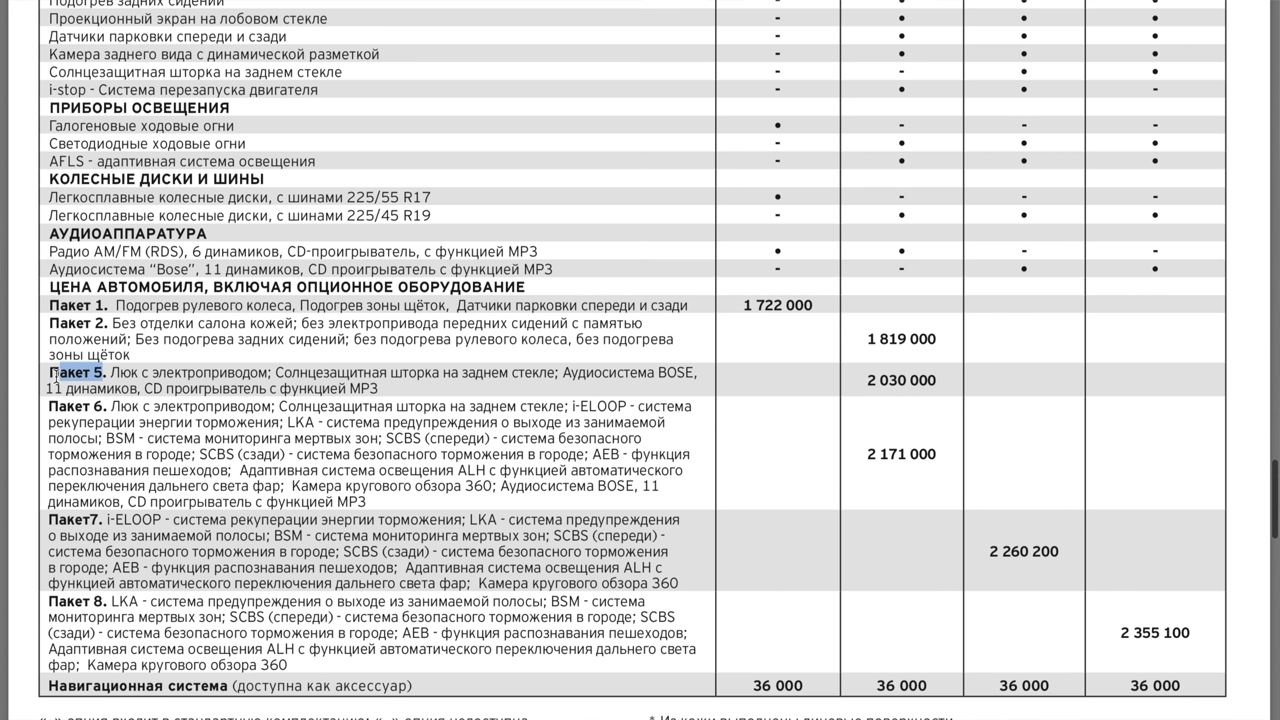 Подогрев задних сидений - • • •
Проекционный экран на лобовом стекле - • • •
Датчики парковки спереди и сзади - • • •
Камера заднего вида с динамической разметкой - • • •
Солнцезащитная шторка на заднем стекле - - • •
i-stop - Система перезапуска двигателя - • • -
ПРИБОРЫ ОСВЕЩЕНИЯ
Галогеновые ходовые огни • - - -
Светодиодные ходовые огни - • • •
AFLS - адаптивная система освещения - • • •
КОЛЕСНЫЕ ДИСКИ И ШИНЫ
Легкосплавные колесные диски, с шинами 225/55 R17 • - - -
Легкосплавные колесные диски, с шинами 225/45 R19 - • • •
АУДИОАППАРАТУРА
Радио AM/FM (RDS), 6 динамиков, CD-проигрыватель, с функцией MP3 • • - -
Аудиосистема “Bose”, 11 динамиков, CD проигрыватель с функцией MP3 - - • •
ЦЕНА АВТОМОБИЛЯ, ВКЛЮЧАЯ ОПЦИОННОЕ ОБОРУДОВАНИЕ
Пакет 1. Подогрев рулевого колеса, Подогрев зоны щёток, Датчики парковки спереди и сзади 1 722 000
Пакет 2. Без отделки салона кожей; без электропривода передних сидений с памятью
положений; Без подогрева задних сидений; без подогрева рулевого колеса, без подогрева
зоны щёток
1 819 000
Пакет 5. Люк с электроприводом; Солнцезащитная шторка на заднем стекле; Аудиосистема BOSE,
11 динамиков, CD проигрыватель с функцией MP3
2 030 000
Пакет 6. Люк с электроприводом; Солнцезащитная шторка на заднем стекле; i-ELOOP - система
рекуперации энергии торможения; LKA - система предупреждения о выходе из занимаемой
полосы; BSM - система мониторинга мертвых зон; SCBS (спереди) - система безопасного
торможения в городе; SCBS (сзади) - система безопасного торможения в городе; AEB - функция
распознавания пешеходов; Адаптивная система освещения ALH с функцией автоматического
переключения дальнего света фар; Камера кругового обзора 360; Аудиосистема BOSE, 11
динамиков, CD проигрыватель с функцией MP3
2 171 000
Пакет7. i-ELOOP - система рекуперации энергии торможения; LKA - система предупреждения
о выходе из занимаемой полосы; BSM - система мониторинга мертвых зон; SCBS (спереди) -
система безопасного торможения в городе; SCBS (сзади) - система безопасного торможения
в городе; AEB - функция распознавания пешеходов; Адаптивная система освещения ALH с
функцией автоматического переключения дальнего света фар; Камера кругового обзора 360
2 260 200
Пакет 8. LKA - система предупреждения о выходе из занимаемой полосы; BSM - система
мониторинга мертвых зон; SCBS (спереди) - система безопасного торможения в городе; SCBS
(сзади) - система безопасного торможения в городе; AEB - функция распознавания пешеходов;
Адаптивная система освещения ALH с функцией автоматического переключения дальнего света
фар; Камера кругового обзора 360
2 355 100
Навигационная система (доступна как аксессуар) 36 000 36 000 36 000 36 000